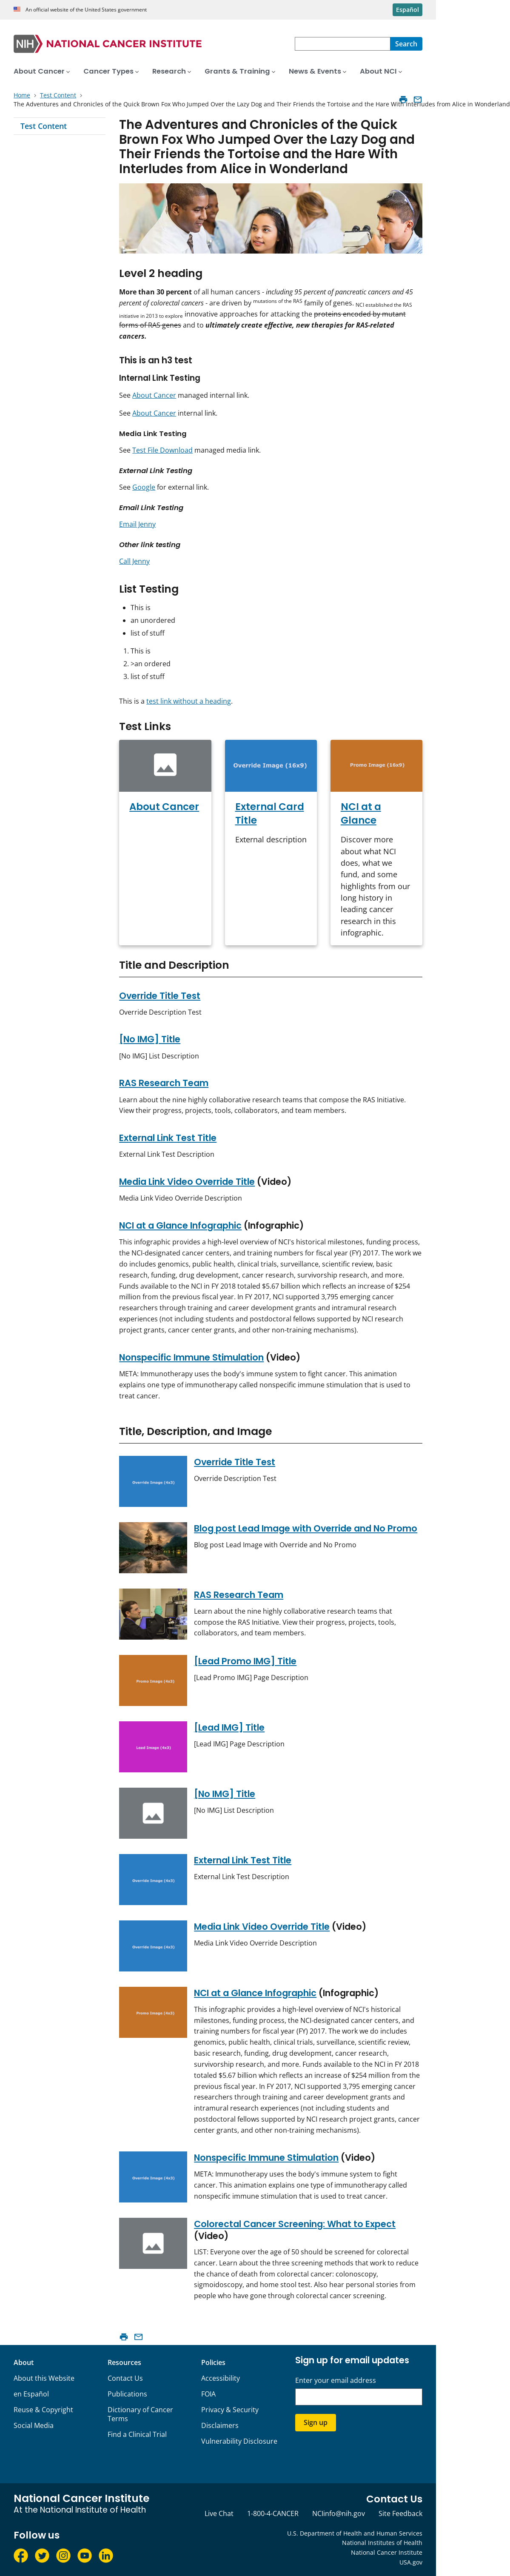 An official website of the United States government
Español
NIH NATIONAL CANCER INSTITUTE
Search
About Cancer
Cancer Types
Research
Grants & Training
News & Events
About NCI
Home
Test Content
The Adventures and Chronicles of the Quick Brown Fox Who Jumped Over the Lazy Dog and Their Friends the Tortoise and the Hare With Interludes from Alice in Wonderland
Test Content
The Adventures and Chronicles of the Quick
Brown Fox Who Jumped Over the Lazy Dog and
Their Friends the Tortoise and the Hare With
Interludes from Alice in Wonderland
Level 2 heading
More than 30 percent of all human cancers - including 95 percent of pancreatic cancers and 45
percent of colorectal cancers - are driven by mutations of the RAS family of genes. NCI established the RAS
initiative in 2013 to explore innovative approaches for attacking the proteins encoded by mutant
forms of RAS genes and to ultimately create effective, new therapies for RAS-related
cancers.
This is an h3 test
Internal Link Testing
See About Cancer managed internal link.
See About Cancer internal link.
Media Link Testing
See Test File Download managed media link.
External Link Testing
See Google for external link.
Email Link Testing
Email Jenny
Other link testing
Call Jenny
List Testing
• This is
• an unordered
• list of stuff
1. This is
2. >an ordered
3. list of stuff
This is a test link without a heading.
Test Links
About Cancer
Override Image (16x9)
External Card
Title
External description
Promo Image (16x9)
NCI at a
Glance
Discover more
about what NCI
does, what we
fund, and some
highlights from our
long history in
leading cancer
research in this
infographic.
Title and Description
Override Title Test
Override Description Test
[No IMG] Title
[No IMG] List Description
RAS Research Team
Learn about the nine highly collaborative research teams that compose the RAS Initiative.
View their progress, projects, tools, collaborators, and team members.
External Link Test Title
External Link Test Description
Media Link Video Override Title (Video)
Media Link Video Override Description
NCI at a Glance Infographic (Infographic)
This infographic provides a high-level overview of NCI's historical milestones, funding process,
the NCI-designated cancer centers, and training numbers for fiscal year (FY) 2017. The work we
do includes genomics, public health, clinical trials, surveillance, scientific review, basic
research, funding, drug development, cancer research, survivorship research, and more.
Funds available to the NCI in FY 2018 totaled $5.67 billion which reflects an increase of $254
million from the previous fiscal year. In FY 2017, NCI supported 3,795 emerging cancer
researchers through training and career development grants and intramural research
experiences (not including students and postdoctoral fellows supported by NCI research
project grants, cancer center grants, and other non-training mechanisms).
Nonspecific Immune Stimulation (Video)
META: Immunotherapy uses the body's immune system to fight cancer. This animation
explains one type of immunotherapy called nonspecific immune stimulation that is used to
treat cancer.
Title, Description, and Image
Override Image (4x3)
Override Title Test
Override Description Test
Blog post Lead Image with Override and No Promo
Blog post Lead Image with Override and No Promo
RAS Research Team
Learn about the nine highly collaborative research teams that
compose the RAS Initiative. View their progress, projects, tools,
collaborators, and team members.
Promo Image (4x3)
[Lead Promo IMG] Title
[Lead Promo IMG] Page Description
Lead Image (4x3)
[Lead IMG] Title
[Lead IMG] Page Description
[No IMG] Title
[No IMG] List Description
Override Image (4x3)
External Link Test Title
External Link Test Description
Override Image (4x3)
Media Link Video Override Title (Video)
Media Link Video Override Description
Promo Image (4x3)
NCI at a Glance Infographic (Infographic)
This infographic provides a high-level overview of NCI's historical
milestones, funding process, the NCI-designated cancer centers, and
training numbers for fiscal year (FY) 2017. The work we do includes
genomics, public health, clinical trials, surveillance, scientific review,
basic research, funding, drug development, cancer research,
survivorship research, and more. Funds available to the NCI in FY 2018
totaled $5.67 billion which reflects an increase of $254 million from the
previous fiscal year. In FY 2017, NCI supported 3,795 emerging cancer
researchers through training and career development grants and
intramural research experiences (not including students and
postdoctoral fellows supported by NCI research project grants, cancer
center grants, and other non-training mechanisms).
Override Image (4x3)
Nonspecific Immune Stimulation (Video)
META: Immunotherapy uses the body's immune system to fight
cancer. This animation explains one type of immunotherapy called
nonspecific immune stimulation that is used to treat cancer.
Colorectal Cancer Screening: What to Expect
(Video)
LIST: Everyone over the age of 50 should be screened for colorectal
cancer. Learn about the three screening methods that work to reduce
the chance of death from colorectal cancer: colonoscopy,
sigmoidoscopy, and home stool test. Also hear personal stories from
people who have gone through colorectal cancer screening.
About
About this Website
en Español
Reuse & Copyright
Social Media
Resources
Contact Us
Publications
Dictionary of Cancer
Terms
Find a Clinical Trial
Policies
Accessibility
FOIA
Privacy & Security
Disclaimers
Vulnerability Disclosure
Sign up for email updates
Enter your email address
Sign up
National Cancer Institute
At the National Institute of Health
Contact Us
Live Chat
1-800-4-CANCER
NCIinfo@nih.gov
Site Feedback
Follow us
U.S. Department of Health and Human Services
National Institutes of Health
National Cancer Institute
USA.gov